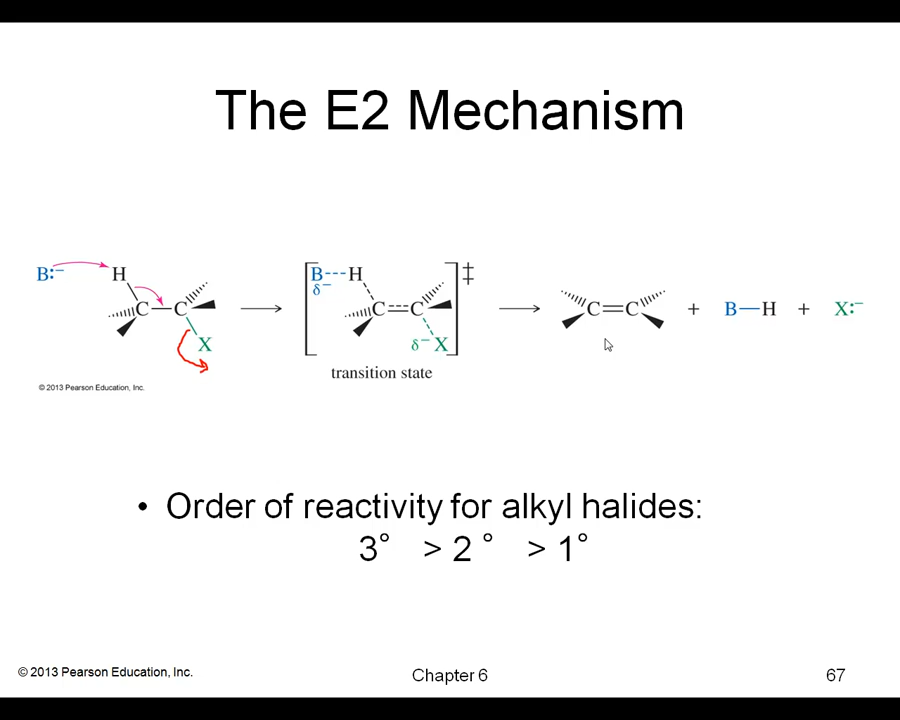 The E2 Mechanism
B:⁻ H C C X
B H δ⁻ C C δ⁻ X ‡
C C + B H + X:⁻
transition state
© 2013 Pearson Education, Inc.
• Order of reactivity for alkyl halides:
3° > 2 ° > 1°
© 2013 Pearson Education, Inc. Chapter 6 67